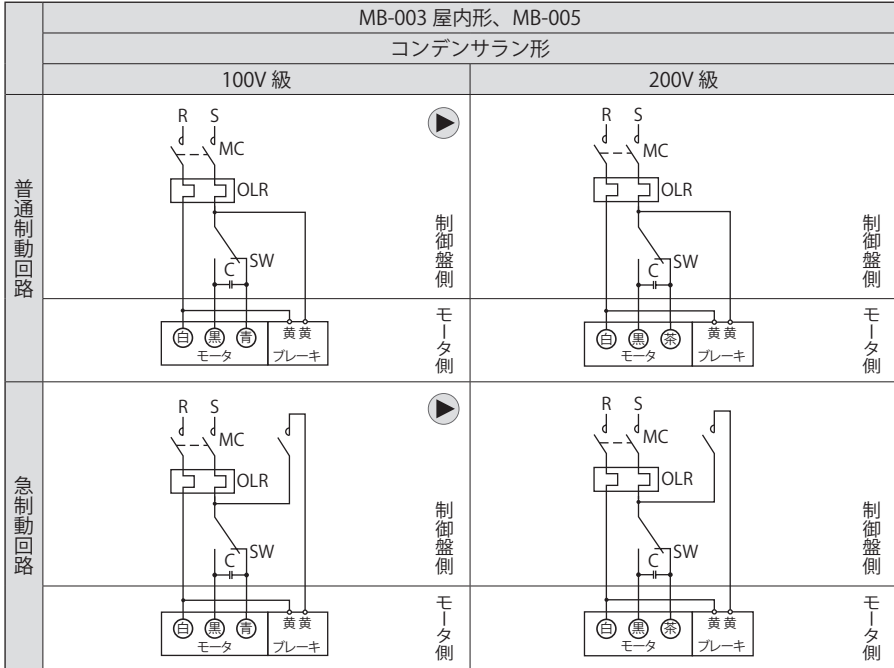 MB-003 屋内形、MB-005
コンデンサラン形
100V 級
200V 級
普通制動回路
R S
MC
OLR
SW
C
制御盤側
白 黒 青
モータ
黄 黄
ブレーキ
モータ側
R S
MC
OLR
SW
C
制御盤側
白 黒 茶
モータ
黄 黄
ブレーキ
モータ側
急制動回路
R S
MC
OLR
SW
C
制御盤側
白 黒 青
モータ
黄 黄
ブレーキ
モータ側
R S
MC
OLR
SW
C
制御盤側
白 黒 茶
モータ
黄 黄
ブレーキ
モータ側